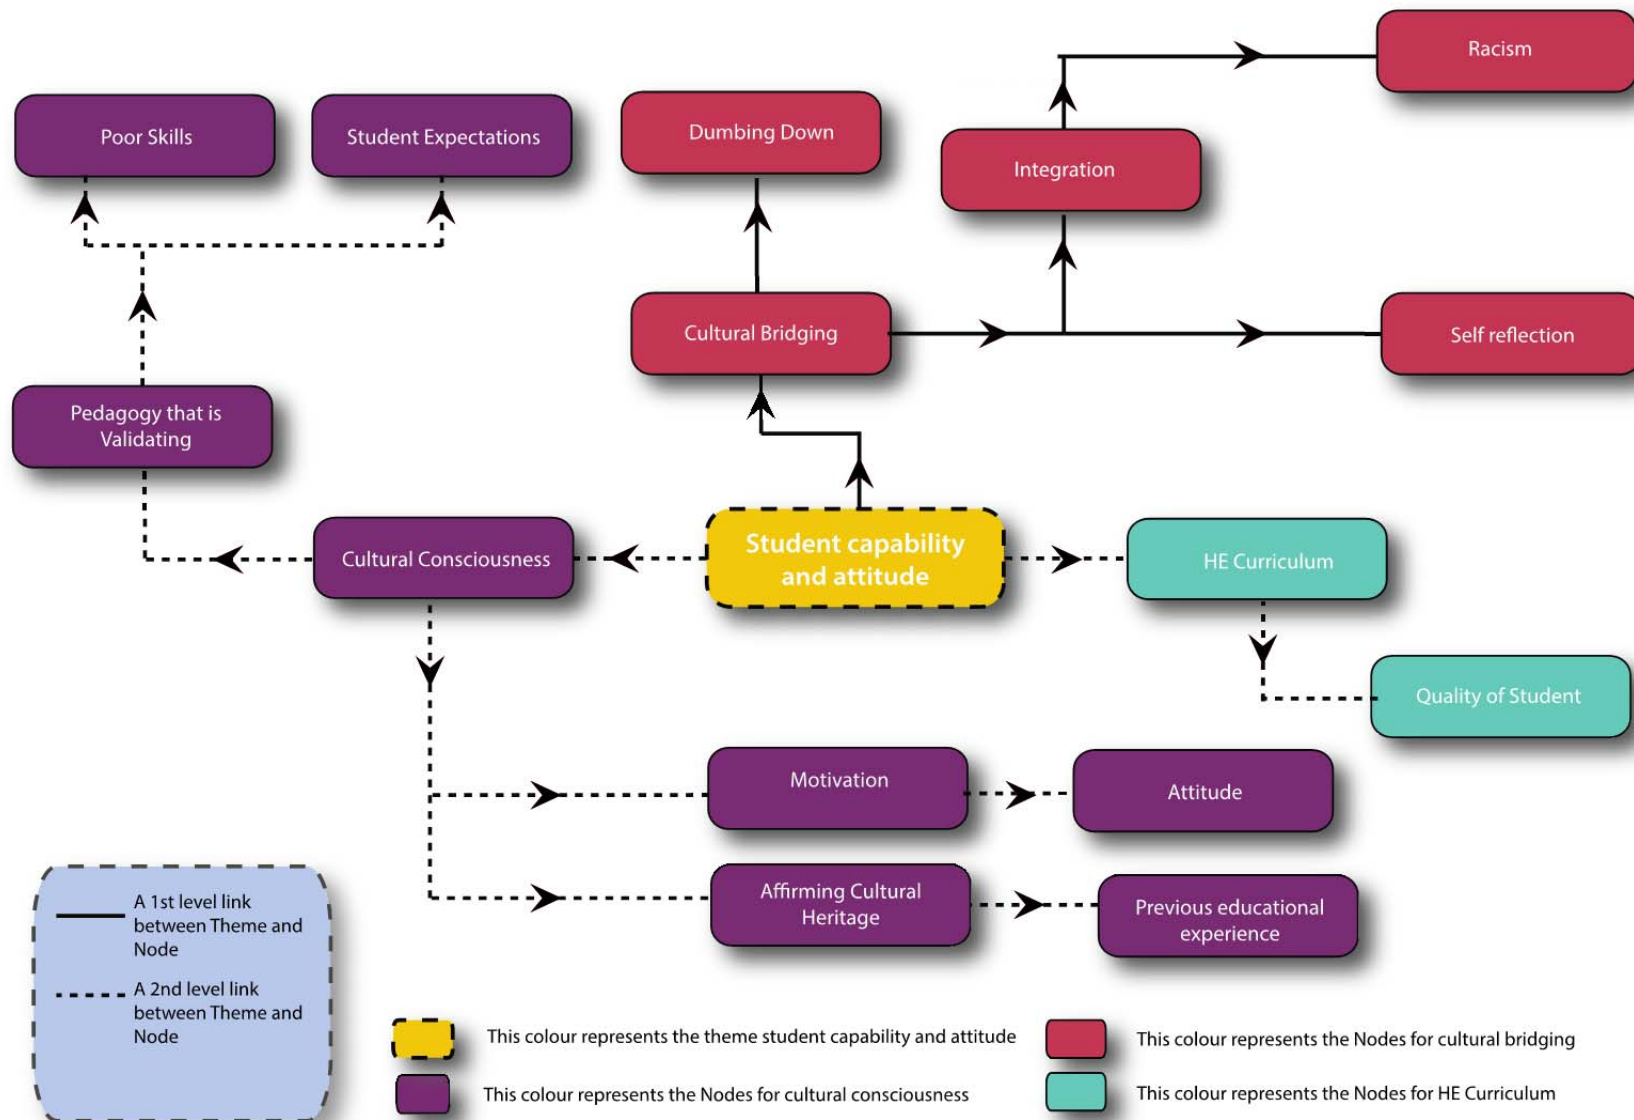 Racism
Poor Skills
Student Expectations
Dumbing Down
Integration
Cultural Bridging
Self reflection
Pedagogy that is
Validating
Cultural Consciousness
Student capability
and attitude
HE Curriculum
Quality of Student
Motivation
Attitude
Affirming Cultural
Heritage
Previous educational
experience
A 1st level link
between Theme and
Node
A 2nd level link
between Theme and
Node
This colour represents the theme student capability and attitude
This colour represents the Nodes for cultural bridging
This colour represents the Nodes for cultural consciousness
This colour represents the Nodes for HE Curriculum